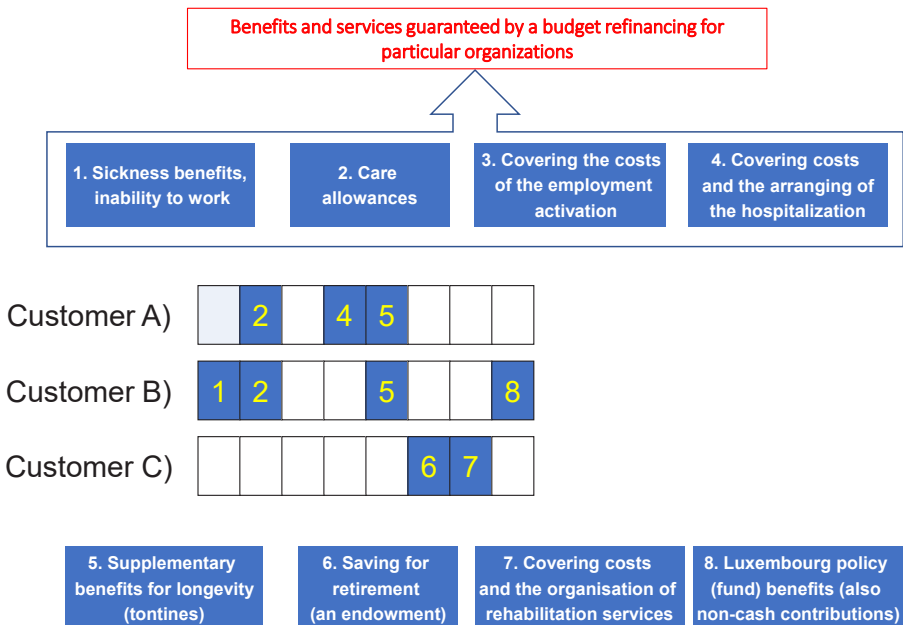 Benefits and services guaranteed by a budget refinancing for
particular organizations
1. Sickness benefits,
inability to work
2. Care
allowances
3. Covering the costs
of the employment
activation
4. Covering costs
and the arranging of
the hospitalization
Customer A)
2 4 5
Customer B)
1 2 5 8
Customer C)
6 7
5. Supplementary
benefits for longevity
(tontines)
6. Saving for
retirement
(an endowment)
7. Covering costs
and the organisation of
rehabilitation services
8. Luxembourg policy
(fund) benefits (also
non-cash contributions)